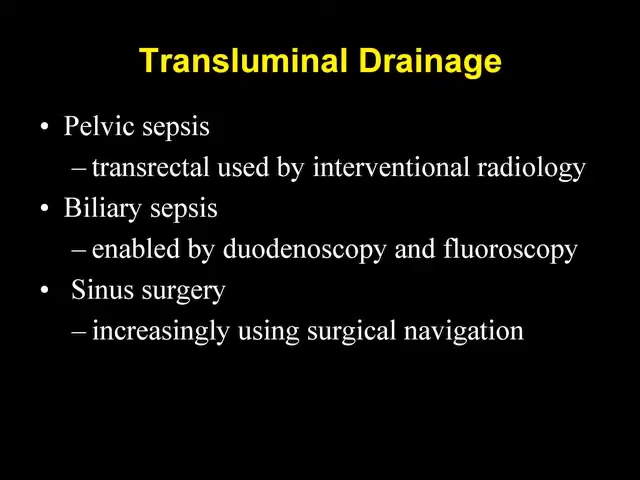 Transluminal Drainage
• Pelvic sepsis
– transrectal used by interventional radiology
• Biliary sepsis
– enabled by duodenoscopy and fluoroscopy
• Sinus surgery
– increasingly using surgical navigation